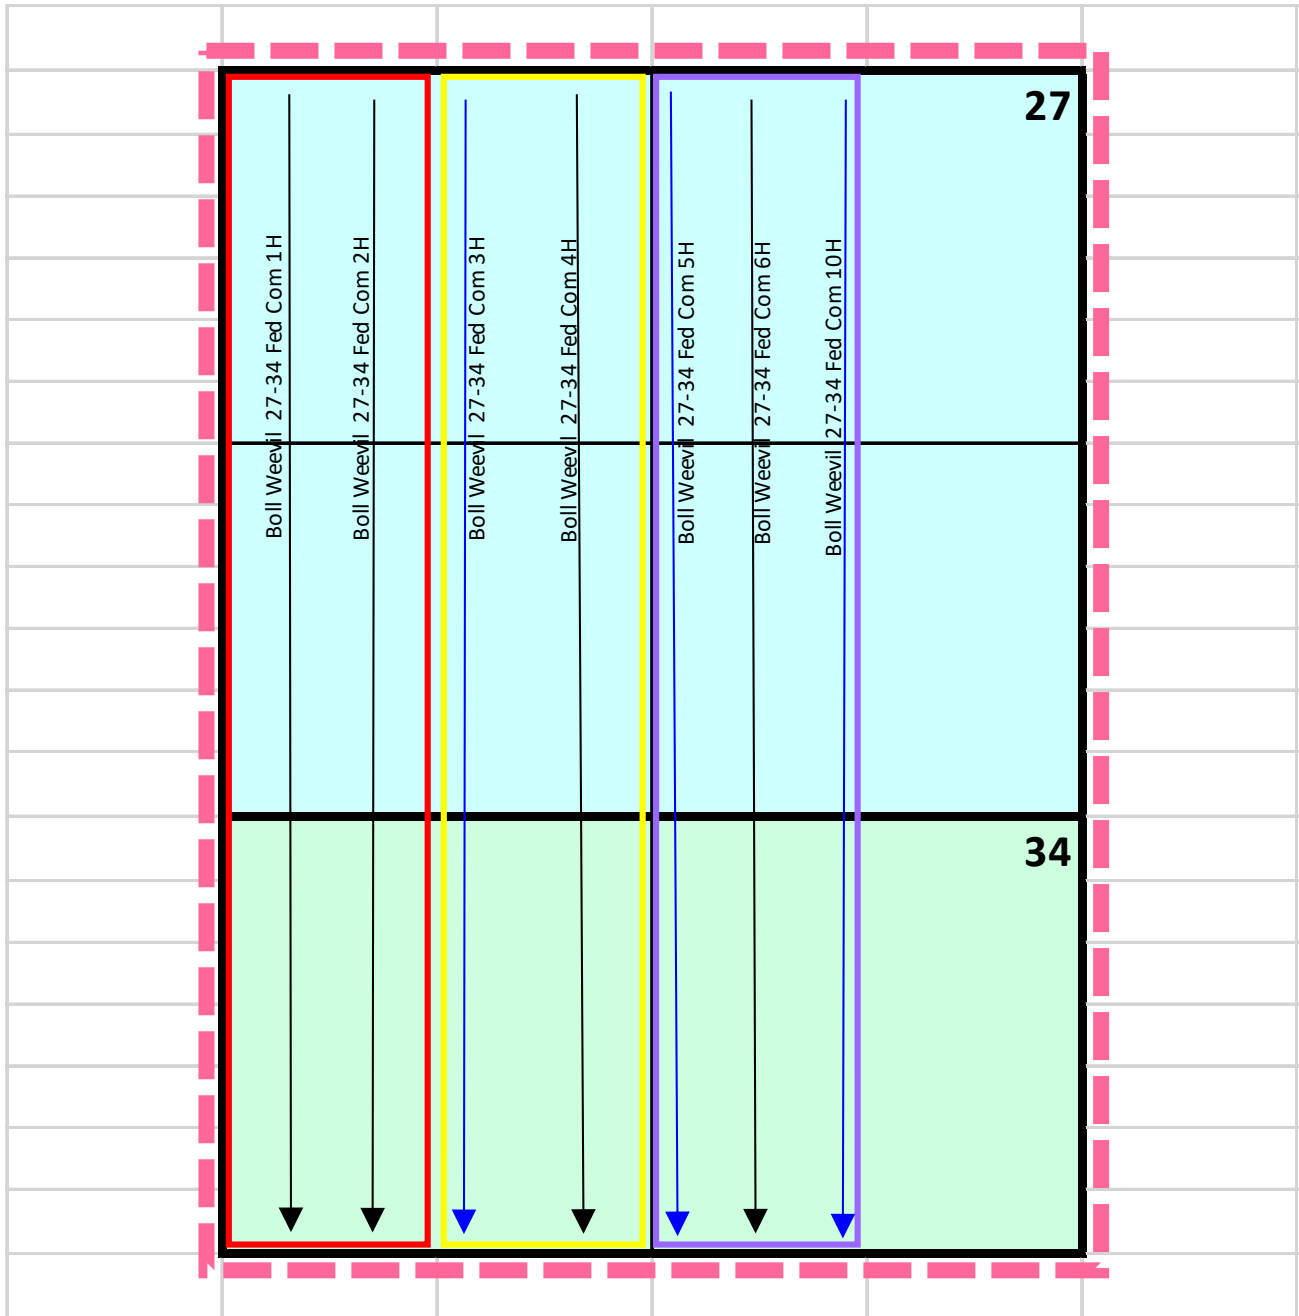 27
Boll Weevil 27-34 Fed Com 1H
Boll Weevil 27-34 Fed Com 2H
Boll Weevil 27-34 Fed Com 3H
Boll Weevil 27-34 Fed Com 4H
Boll Weevil 27-34 Fed Com 5H
Boll Weevil 27-34 Fed Com 6H
Boll Weevil 27-34 Fed Com 10H
34